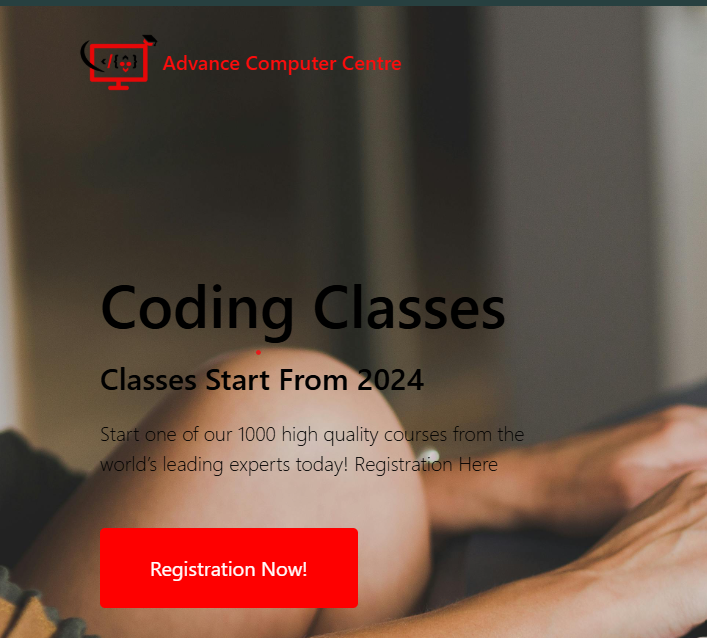 Advance Computer Centre
Coding Classes
Classes Start From 2024
Start one of our 1000 high quality courses from the
world’s leading experts today! Registration Here
Registration Now!